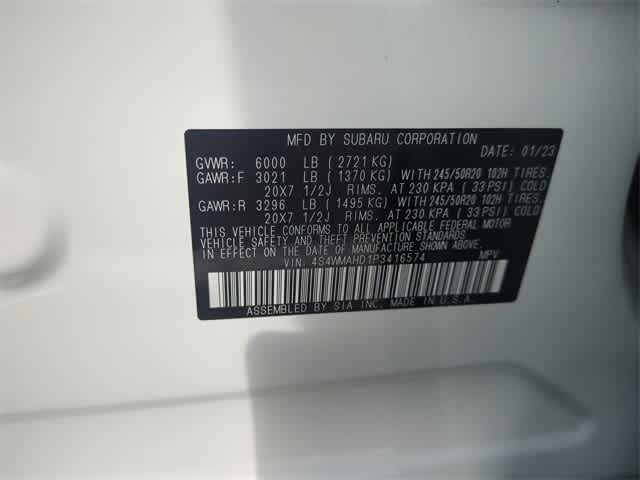 MFD BY SUBARU CORPORATION
DATE: 01/23
GVWR: 6000 LB (2721 KG)
GAWR:F 3021 LB (1370 KG) WITH 245/50R20 102H TIRES.
20X7 1/2J RIMS. AT 230 KPA (33 PSI) COLD
GAWR:R 3296 LB (1495 KG) WITH 245/50R20 102H TIRES.
20X7 1/2J RIMS. AT 230 KPA (33 PSI) COLD
THIS VEHICLE CONFORMS TO ALL APPLICABLE FEDERAL MOTOR
VEHICLE SAFETY AND BUMPER STANDARDS
IN EFFECT ON THE DATE OF MANUFACTURE SHOWN ABOVE.
VIN. 4S4WMAHD1P3416574 MPV
ASSEMBLED BY SIA INC. MADE IN U.S.A.